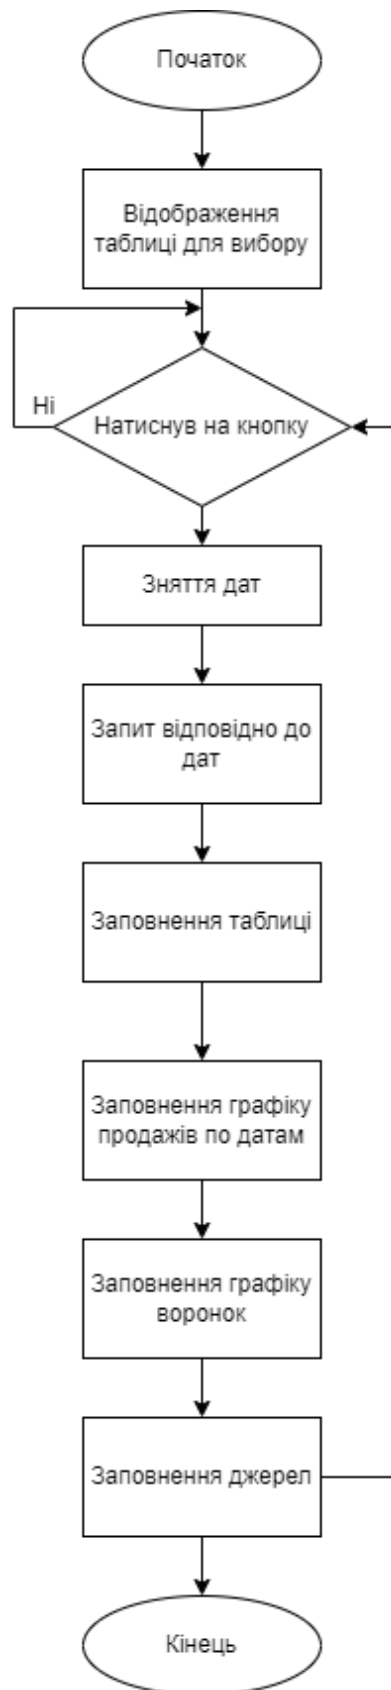 Початок
Відображення
таблиці для вибору
Ні
Натиснув на кнопку
Зняття дат
Запит відповідно до
дат
Заповнення таблиці
Заповнення графіку
продажів по датам
Заповнення графіку
воронок
Заповнення джерел
Кінець